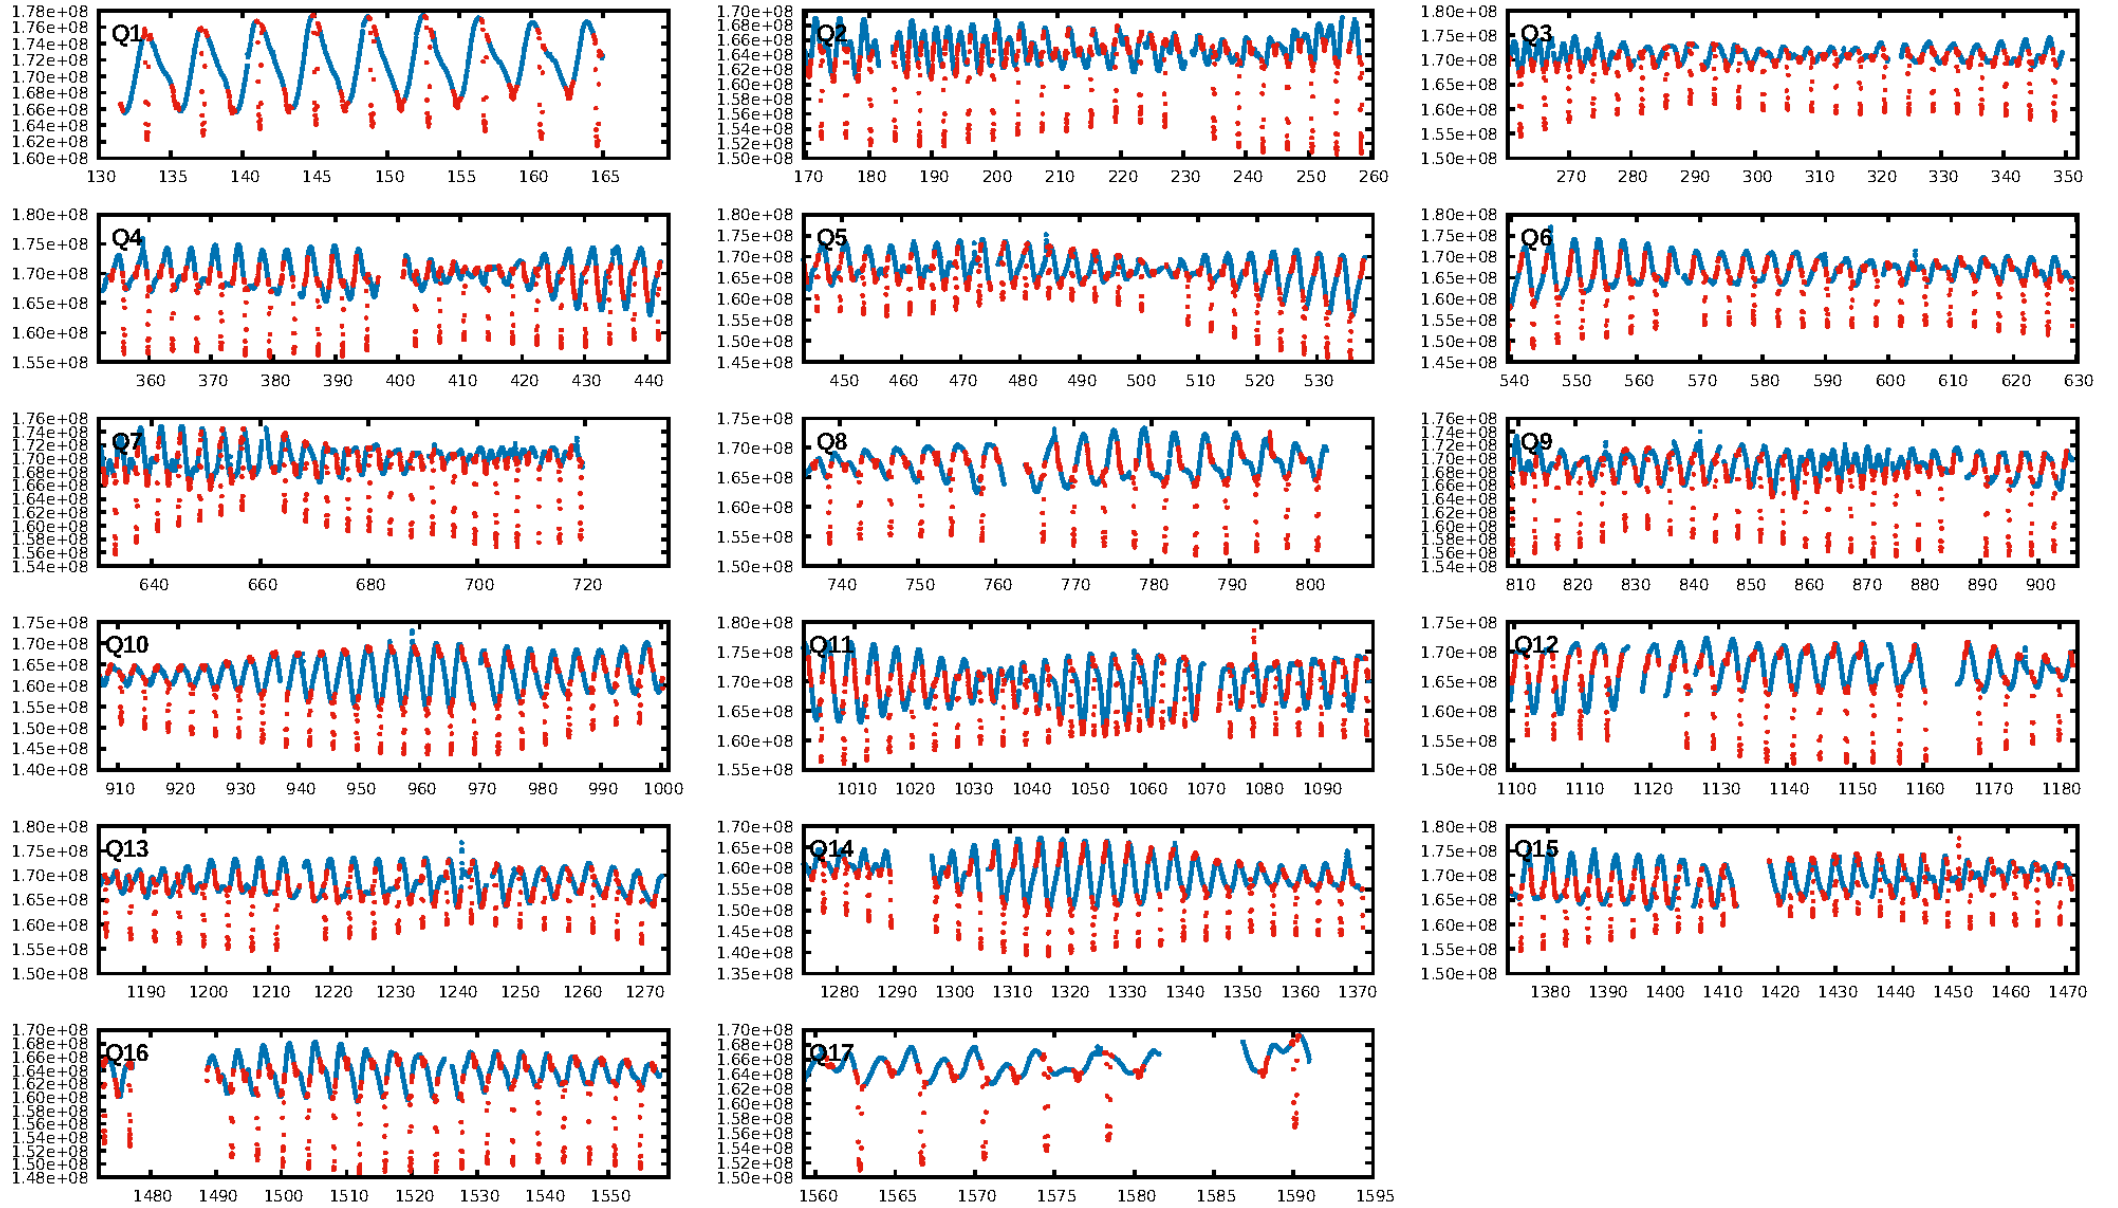 1.78e+08
1.76e+08
1.74e+08
1.72e+08
1.70e+08
1.68e+08
1.66e+08
1.64e+08
1.62e+08
1.60e+08
Q1
130 135 140 145 150 155 160 165
1.70e+08
1.68e+08
1.66e+08
1.64e+08
1.62e+08
1.60e+08
1.58e+08
1.56e+08
1.54e+08
1.52e+08
1.50e+08
Q2
170 180 190 200 210 220 230 240 250 260
1.80e+08
1.75e+08
1.70e+08
1.65e+08
1.60e+08
1.55e+08
1.50e+08
Q3
270 280 290 300 310 320 330 340 350
1.80e+08
1.75e+08
1.70e+08
1.65e+08
1.60e+08
1.55e+08
Q4
360 370 380 390 400 410 420 430 440
1.80e+08
1.75e+08
1.70e+08
1.65e+08
1.60e+08
1.55e+08
1.50e+08
1.45e+08
Q5
450 460 470 480 490 500 510 520 530
1.80e+08
1.75e+08
1.70e+08
1.65e+08
1.60e+08
1.55e+08
1.50e+08
1.45e+08
Q6
540 550 560 570 580 590 600 610 620 630
1.76e+08
1.74e+08
1.72e+08
1.70e+08
1.68e+08
1.66e+08
1.64e+08
1.62e+08
1.60e+08
1.58e+08
1.56e+08
1.54e+08
Q7
640 660 680 700 720
1.75e+08
1.70e+08
1.65e+08
1.60e+08
1.55e+08
1.50e+08
Q8
740 750 760 770 780 790 800
1.76e+08
1.74e+08
1.72e+08
1.70e+08
1.68e+08
1.66e+08
1.64e+08
1.62e+08
1.60e+08
1.58e+08
1.56e+08
1.54e+08
Q9
810 820 830 840 850 860 870 880 890 900
1.75e+08
1.70e+08
1.65e+08
1.60e+08
1.55e+08
1.50e+08
1.45e+08
1.40e+08
Q10
910 920 930 940 950 960 970 980 990 1000
1.80e+08
1.75e+08
1.70e+08
1.65e+08
1.60e+08
1.55e+08
Q11
1010 1020 1030 1040 1050 1060 1070 1080 1090
1.75e+08
1.70e+08
1.65e+08
1.60e+08
1.55e+08
1.50e+08
Q12
1100 1110 1120 1130 1140 1150 1160 1170 1180
1.80e+08
1.75e+08
1.70e+08
1.65e+08
1.60e+08
1.55e+08
1.50e+08
Q13
1190 1200 1210 1220 1230 1240 1250 1260 1270
1.70e+08
1.65e+08
1.60e+08
1.55e+08
1.50e+08
1.45e+08
1.40e+08
1.35e+08
Q14
1280 1290 1300 1310 1320 1330 1340 1350 1360 1370
1.80e+08
1.75e+08
1.70e+08
1.65e+08
1.60e+08
1.55e+08
1.50e+08
Q15
1380 1390 1400 1410 1420 1430 1440 1450 1460 1470
1.70e+08
1.68e+08
1.66e+08
1.64e+08
1.62e+08
1.60e+08
1.58e+08
1.56e+08
1.54e+08
1.52e+08
1.50e+08
1.48e+08
Q16
1480 1490 1500 1510 1520 1530 1540 1550
1.70e+08
1.68e+08
1.66e+08
1.64e+08
1.62e+08
1.60e+08
1.58e+08
1.56e+08
1.54e+08
1.52e+08
1.50e+08
Q17
1560 1565 1570 1575 1580 1585 1590 1595